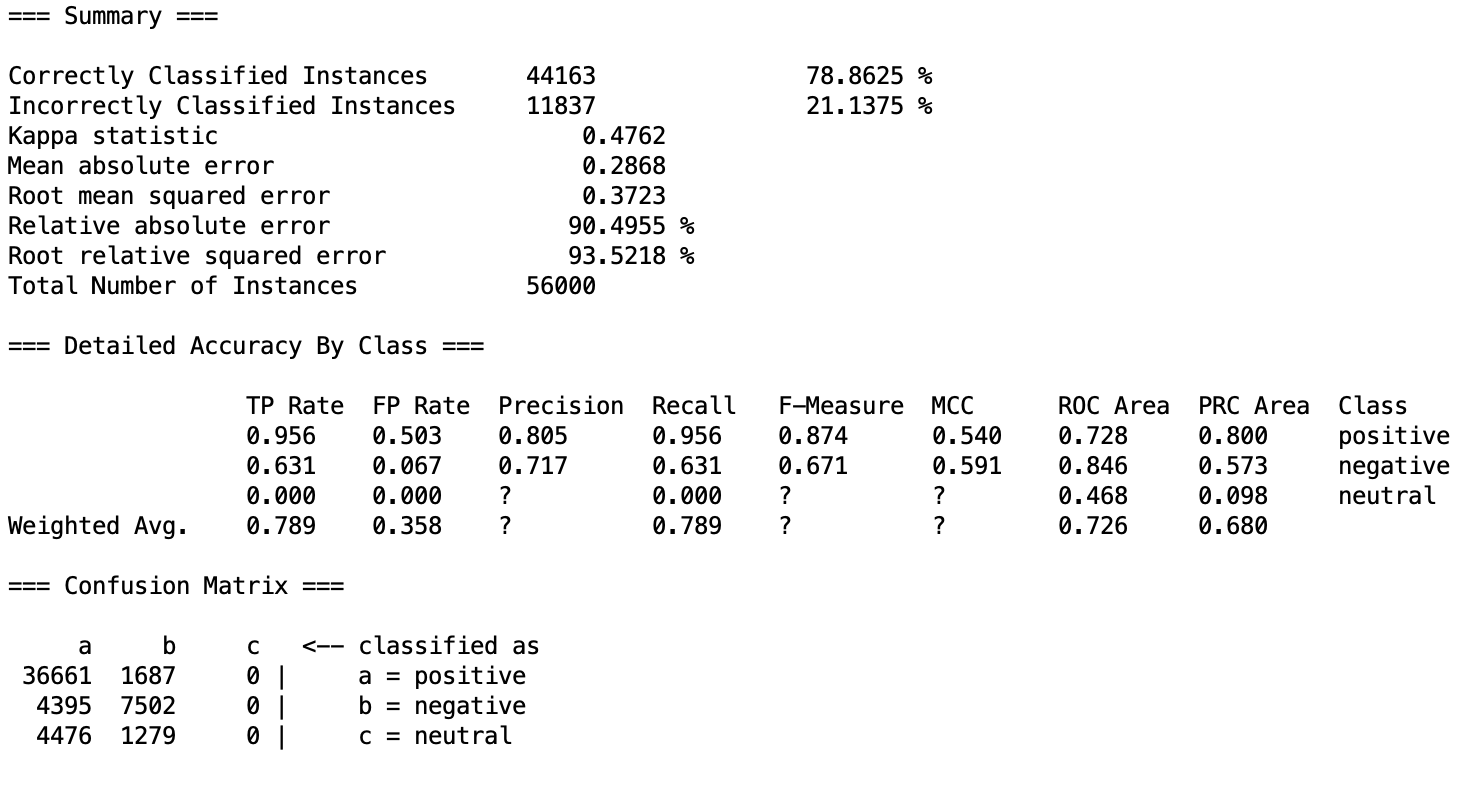 === Summary ===
Correctly Classified Instances 44163 78.8625 %
Incorrectly Classified Instances 11837 21.1375 %
Kappa statistic 0.4762
Mean absolute error 0.2868
Root mean squared error 0.3723
Relative absolute error 90.4955 %
Root relative squared error 93.5218 %
Total Number of Instances 56000
=== Detailed Accuracy By Class ===
TP Rate FP Rate Precision Recall F-Measure MCC ROC Area PRC Area Class
0.956 0.503 0.805 0.956 0.874 0.540 0.728 0.800 positive
0.631 0.067 0.717 0.631 0.671 0.591 0.846 0.573 negative
0.000 0.000 ? 0.000 ? ? 0.468 0.098 neutral
Weighted Avg. 0.789 0.358 ? 0.789 ? ? 0.726 0.680
=== Confusion Matrix ===
a b c <-- classified as
36661 1687 0 | a = positive
4395 7502 0 | b = negative
4476 1279 0 | c = neutral